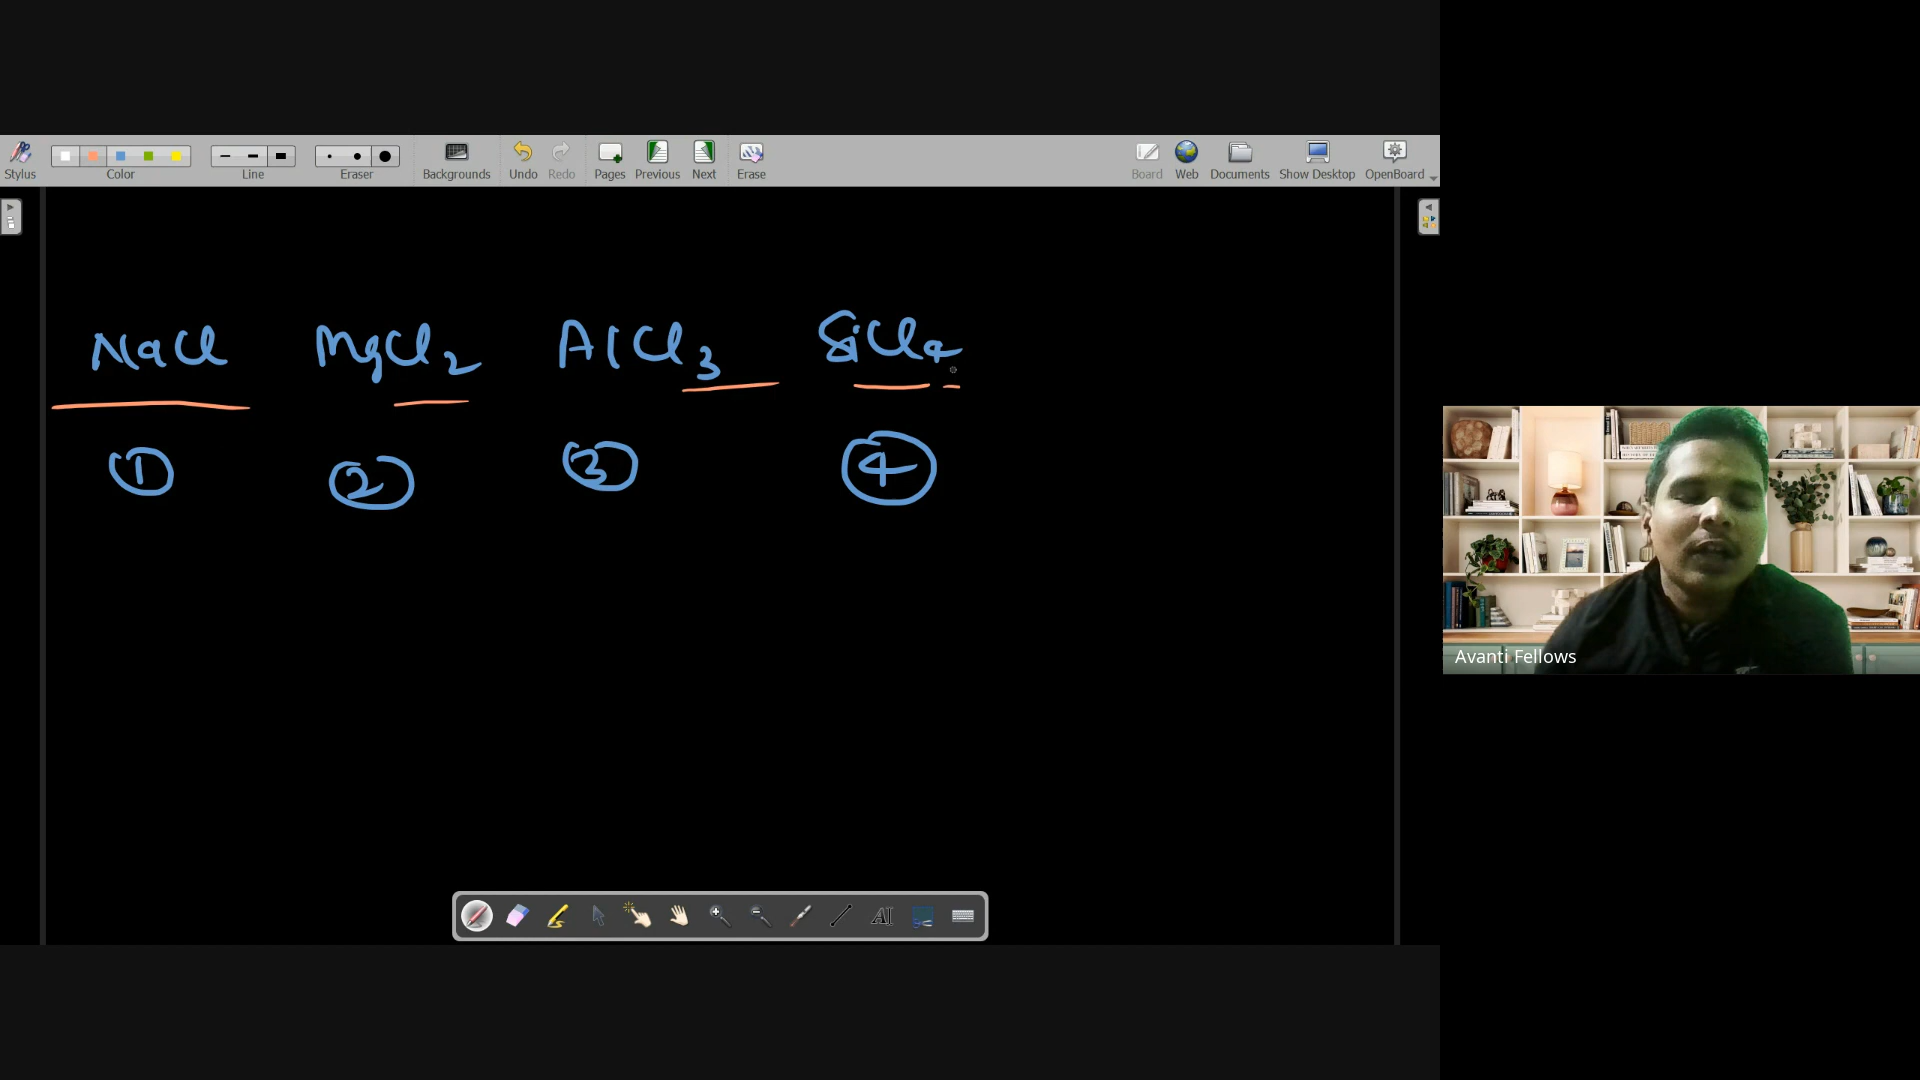 Stylus Color Line Eraser Backgrounds Undo Redo Pages Previous Next Erase Board Web Documents Show Desktop OpenBoard
NaCl MgCl2 AlCl3 SiCl4
1 2 3 4
Avanti Fellows